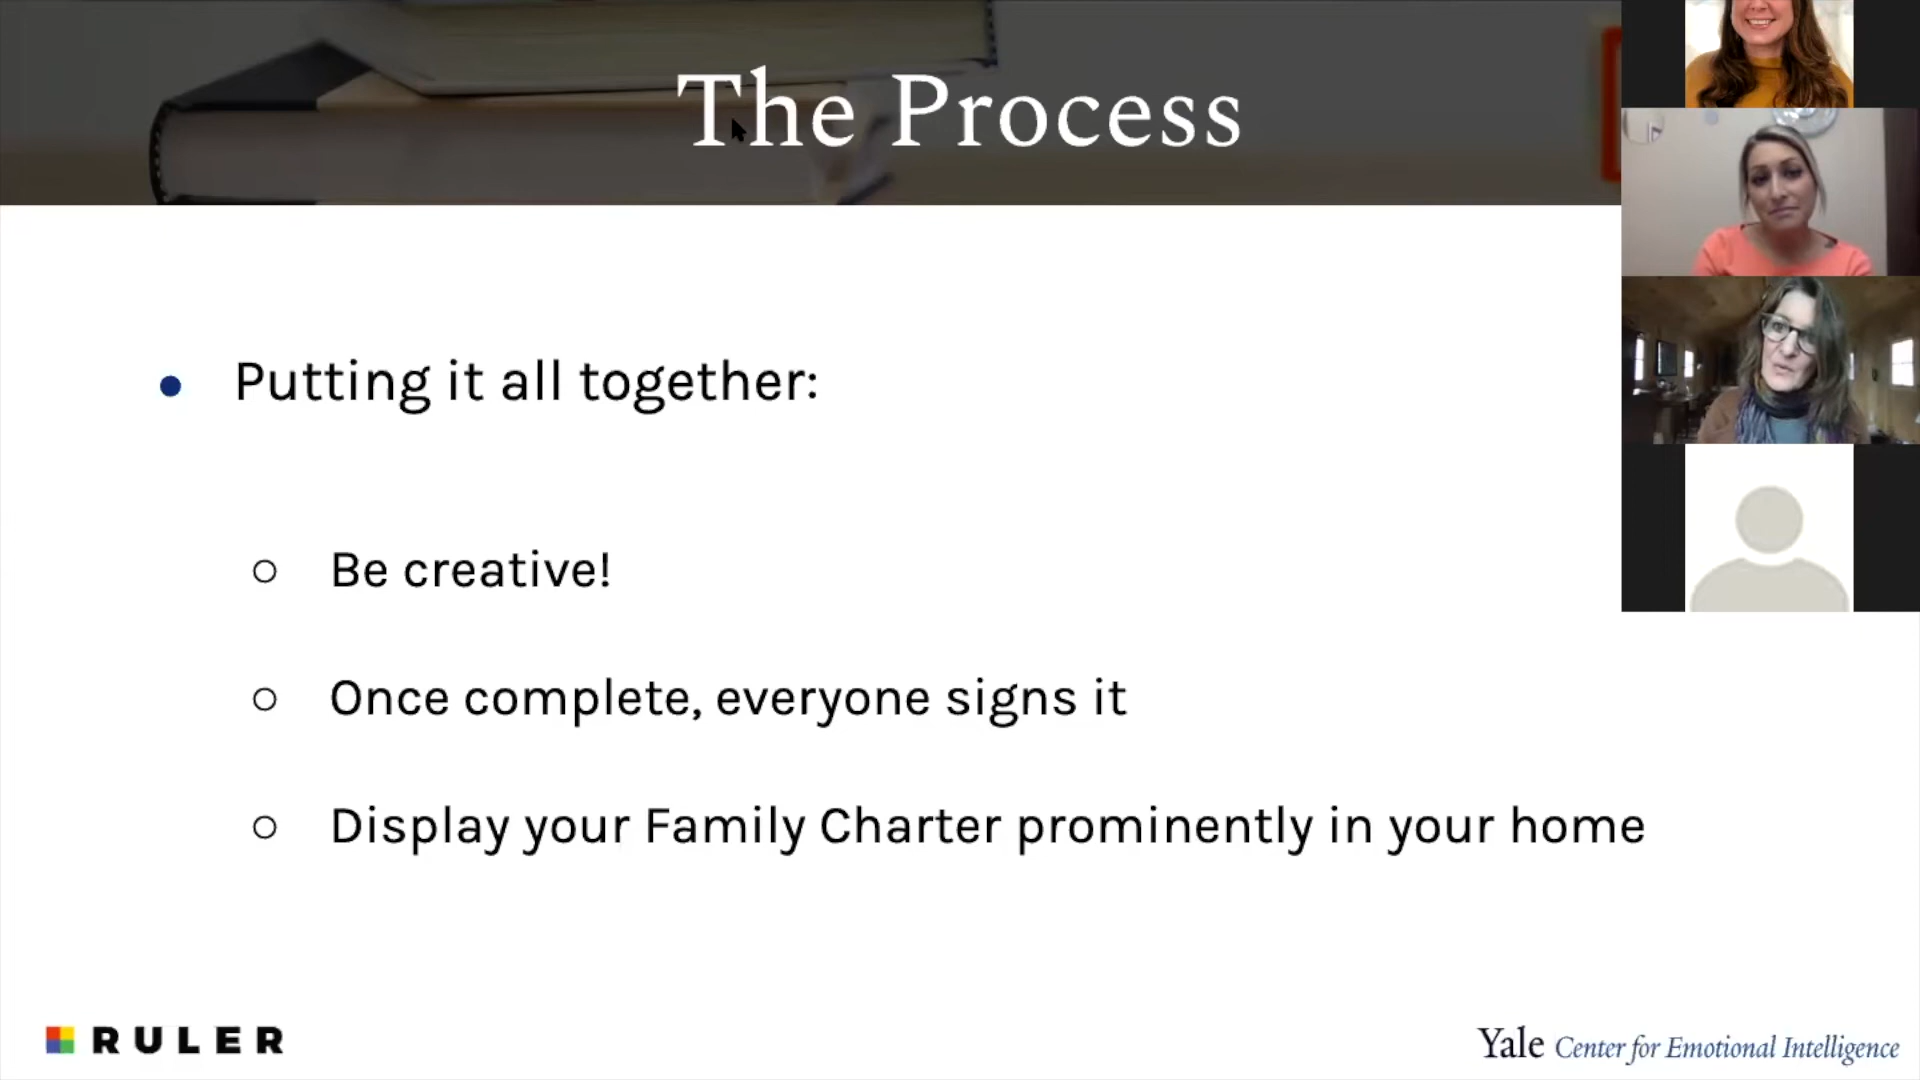 The Process
Putting it all together:
Be creative!
Once complete, everyone signs it
Display your Family Charter prominently in your home
RULER
Yale Center for Emotional Intelligence